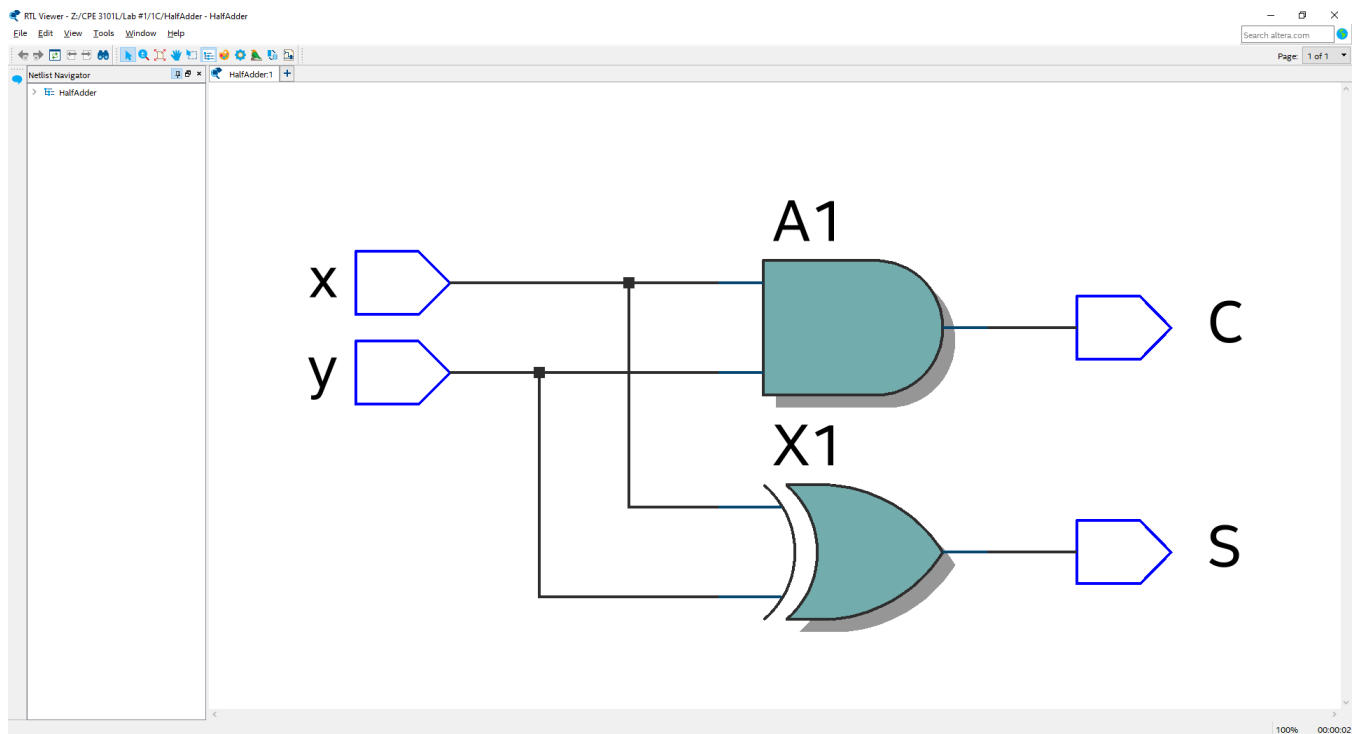 RTL Viewer - Z:/CPE 3101L/Lab #1/1C/HalfAdder - HalfAdder
File Edit View Tools Window Help
Search altera.com
Page: 1 of 1
Netlist Navigator
HalfAdder:1
HalfAdder
A1
x
C
y
X1
S
100% 00:00:02